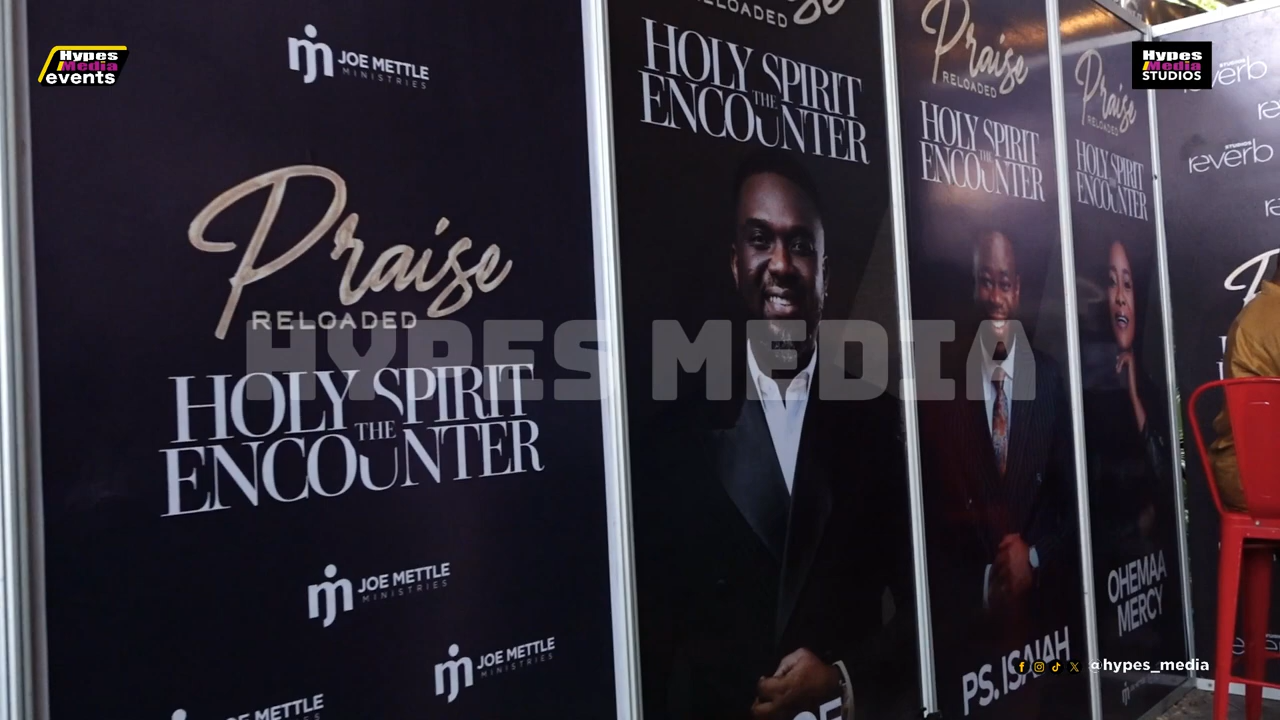 Hypes
Media
events
JOE METTLE
MINISTRIES
Praise
RELOADED
HOLY SPIRIT
THE
ENCOUNTER
JOE METTLE
MINISTRIES
JOE METTLE
MINISTRIES
JOE METTLE
RELOADED
HOLY SPIRIT
THE
ENCOUNTER
Praise
RELOADED
HOLY SPIRIT
THE
ENCOUNTER
PS. ISAIAH
Praise
RELOADED
HOLY SPIRIT
THE
ENCOUNTER
OHEMAA
MERCY
Hypes
Media
STUDIOS
STUDIOS
reverb
HYPES MEDIA
@hypes_media